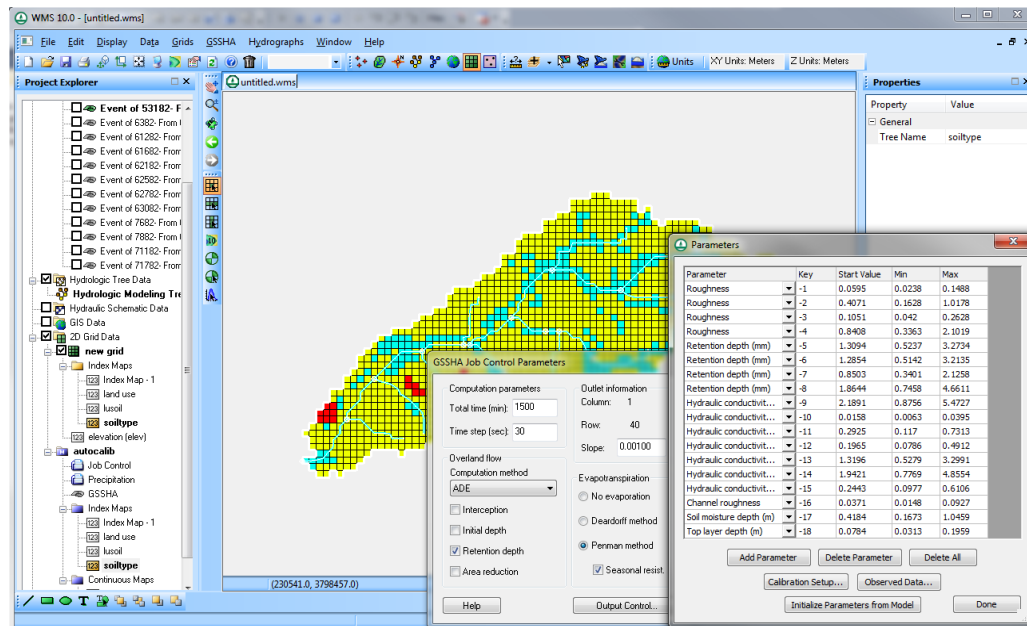 WMS 10.0 - [untitled.wms]
File Edit Display Data Grids GSSHA Hydrographs Window Help
Units XY Units: Meters Z Units: Meters
Project Explorer
untitled.wms
Properties
Event of 53182- F
Event of 6382- From
Event of 61282- From
Event of 61682- From
Event of 62182- From
Event of 62582- From
Event of 62782- From
Event of 63082- From
Event of 7682- From
Event of 7882- From
Event of 71182- From
Event of 71782- From
Hydrologic Tree Data
Hydrologic Modeling Tre
Hydraulic Schematic Data
GIS Data
2D Grid Data
new grid
Index Maps
Index Map - 1
land use
lusoil
soiltype
elevation (elev)
autocalib
Job Control
Precipitation
GSSHA
Index Maps
Index Map - 1
land use
lusoil
soiltype
Continuous Maps
Property Value
General
Tree Name soiltype
(230541.0, 3798457.0)
GSSHA Job Control Parameters
Computation parameters
Total time (min): 1500
Time step (sec): 30
Overland flow
Computation method
ADE
Interception
Initial depth
Retention depth
Area reduction
Help
Outlet information
Column: 1
Row: 40
Slope: 0.00100
Evapotranspiration
No evaporation
Deardorff method
Penman method
Seasonal resist.
Output Control...
Parameters
Parameter Key Start Value Min Max
Roughness -1 0.0595 0.0238 0.1488
Roughness -2 0.4071 0.1628 1.0178
Roughness -3 0.1051 0.042 0.2628
Roughness -4 0.8408 0.3363 2.1019
Retention depth (mm) -5 1.3094 0.5237 3.2734
Retention depth (mm) -6 1.2854 0.5142 3.2135
Retention depth (mm) -7 0.8503 0.3401 2.1258
Retention depth (mm) -8 1.8644 0.7458 4.6611
Hydraulic conductivit... -9 2.1891 0.8756 5.4727
Hydraulic conductivit... -10 0.0158 0.0063 0.0395
Hydraulic conductivit... -11 0.2925 0.117 0.7313
Hydraulic conductivit... -12 0.1965 0.0786 0.4912
Hydraulic conductivit... -13 1.3196 0.5279 3.2991
Hydraulic conductivit... -14 1.9421 0.7769 4.8554
Hydraulic conductivit... -15 0.2443 0.0977 0.6106
Channel roughness -16 0.0371 0.0148 0.0927
Soil moisture depth (m) -17 0.4184 0.1673 1.0459
Top layer depth (m) -18 0.0784 0.0313 0.1959
Add Parameter Delete Parameter Delete All
Calibration Setup... Observed Data...
Initialize Parameters from Model Done